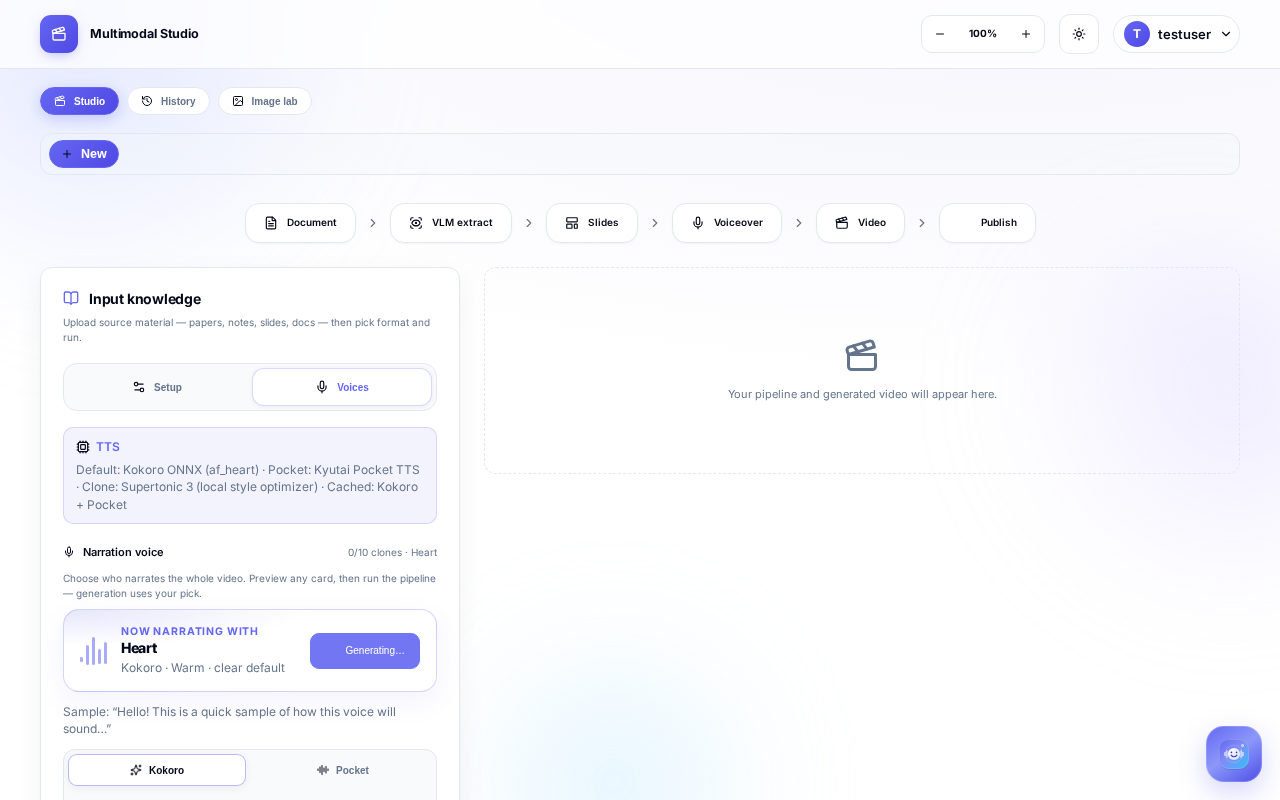 Multimodal Studio
100%
T
testuser
Studio
History
Image lab
New
Document
VLM extract
Slides
Voiceover
Video
Publish
Input knowledge
Upload source material — papers, notes, slides, docs — then pick format and
run.
Setup
Voices
TTS
Default: Kokoro ONNX (af_heart) · Pocket: Kyutai Pocket TTS
· Clone: Supertonic 3 (local style optimizer) · Cached: Kokoro
+ Pocket
Narration voice
0/10 clones · Heart
Choose who narrates the whole video. Preview any card, then run the pipeline
— generation uses your pick.
NOW NARRATING WITH
Heart
Kokoro · Warm · clear default
Generating…
Sample: “Hello! This is a quick sample of how this voice will
sound…”
Kokoro
Pocket
Your pipeline and generated video will appear here.